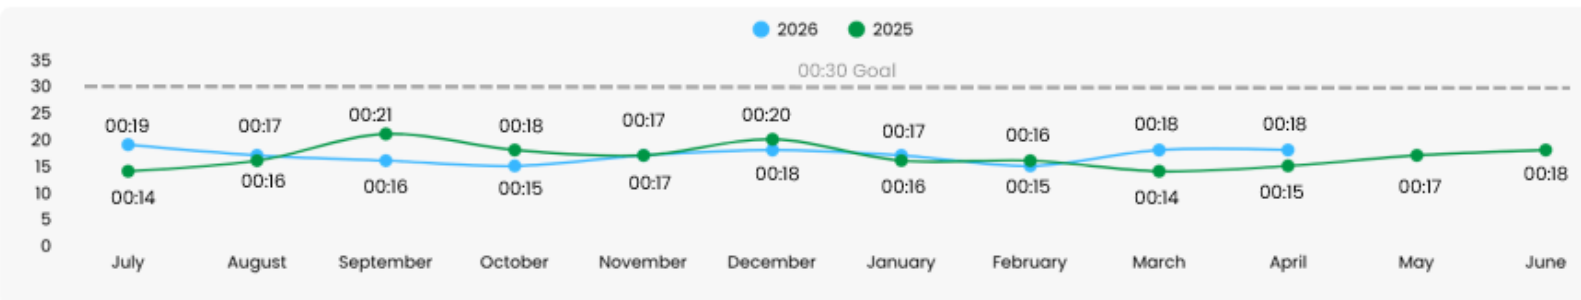 2026 2025
35
00:30 Goal
30
25
20
15
10
5
0
00:19 00:17 00:21 00:18 00:17 00:20 00:17 00:16 00:18 00:18
00:14 00:16 00:16 00:15 00:17 00:18 00:16 00:15 00:14 00:15 00:17 00:18
July August September October November December January February March April May June